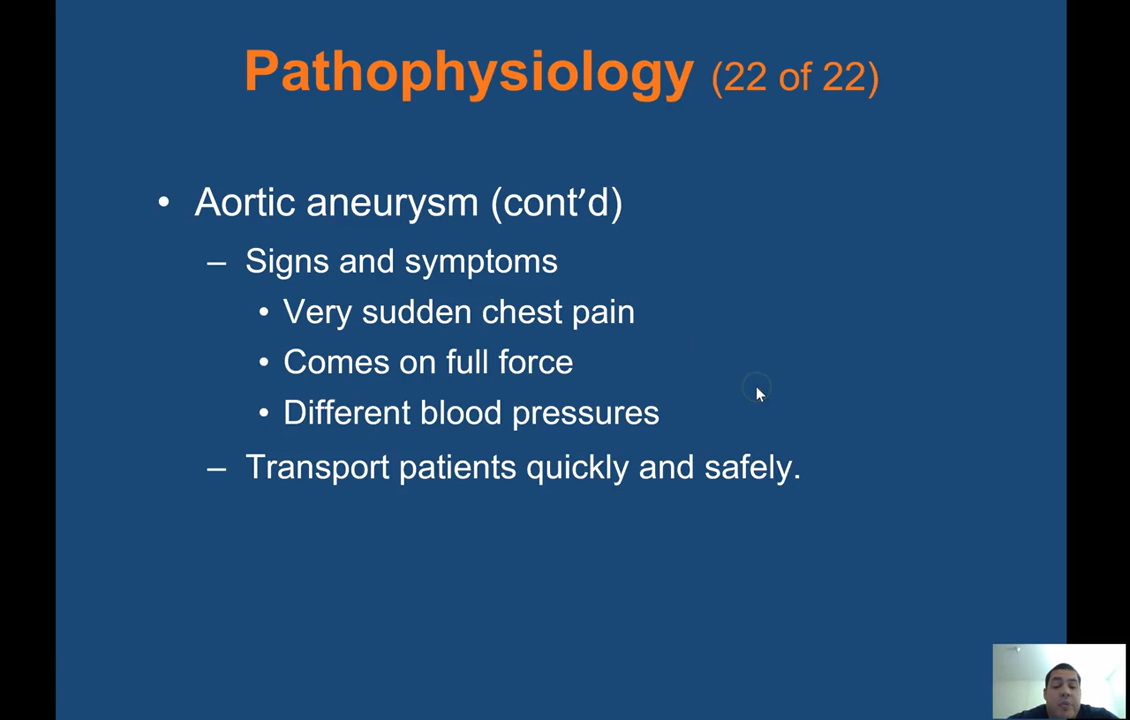 Pathophysiology (22 of 22)
• Aortic aneurysm (cont’d)
– Signs and symptoms
• Very sudden chest pain
• Comes on full force
• Different blood pressures
– Transport patients quickly and safely.